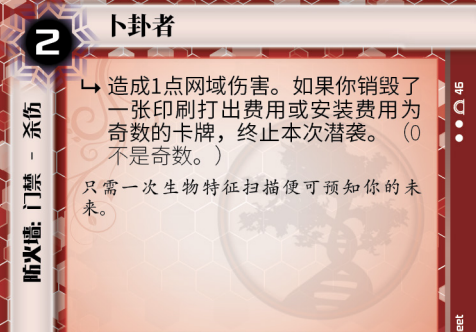 卜卦者
2
↳ 造成1点网域伤害。如果你销毁了
一张印刷打出费用或安装费用为
奇数的卡牌，终止本次潜袭。（0
不是奇数。）
只需一次生物特征扫描便可预知你的未
来。
防火墙：门禁 - 杀伤
46
eet